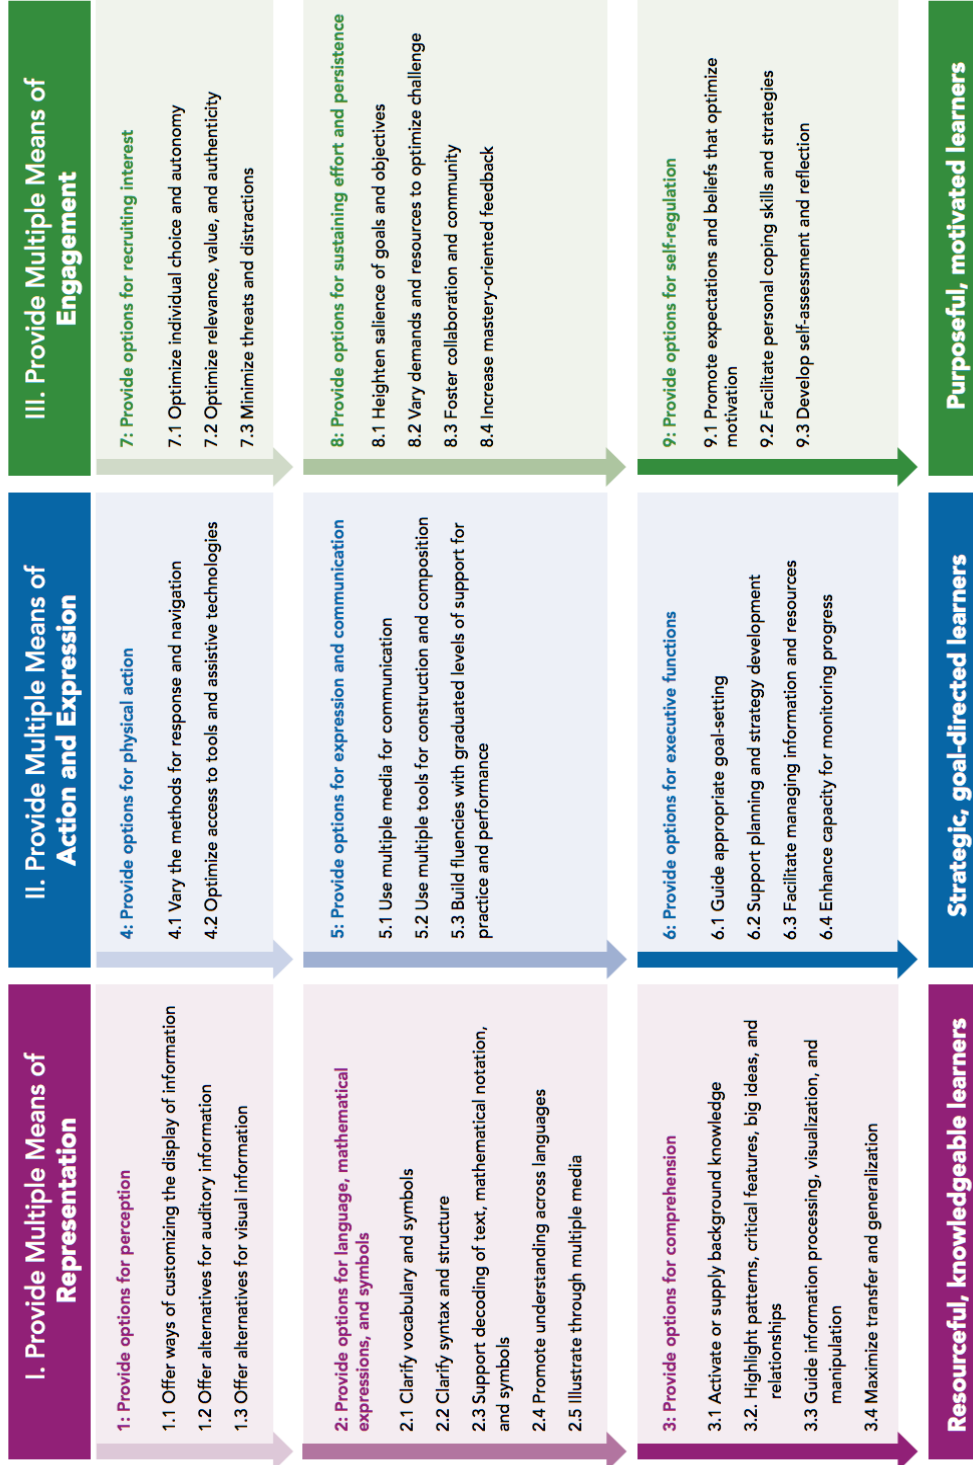 I. Provide Multiple Means of
Representation
1: Provide options for perception
1.1 Offer ways of customizing the display of information
1.2 Offer alternatives for auditory information
1.3 Offer alternatives for visual information
2: Provide options for language, mathematical
expressions, and symbols
2.1 Clarify vocabulary and symbols
2.2 Clarify syntax and structure
2.3 Support decoding of text, mathematical notation,
and symbols
2.4 Promote understanding across languages
2.5 Illustrate through multiple media
3: Provide options for comprehension
3.1 Activate or supply background knowledge
3.2. Highlight patterns, critical features, big ideas, and
relationships
3.3 Guide information processing, visualization, and
manipulation
3.4 Maximize transfer and generalization
Resourceful, knowledgeable learners
II. Provide Multiple Means of
Action and Expression
4: Provide options for physical action
4.1 Vary the methods for response and navigation
4.2 Optimize access to tools and assistive technologies
5: Provide options for expression and communication
5.1 Use multiple media for communication
5.2 Use multiple tools for construction and composition
5.3 Build fluencies with graduated levels of support for
practice and performance
6: Provide options for executive functions
6.1 Guide appropriate goal-setting
6.2 Support planning and strategy development
6.3 Facilitate managing information and resources
6.4 Enhance capacity for monitoring progress
Strategic, goal-directed learners
III. Provide Multiple Means of
Engagement
7: Provide options for recruiting interest
7.1 Optimize individual choice and autonomy
7.2 Optimize relevance, value, and authenticity
7.3 Minimize threats and distractions
8: Provide options for sustaining effort and persistence
8.1 Heighten salience of goals and objectives
8.2 Vary demands and resources to optimize challenge
8.3 Foster collaboration and community
8.4 Increase mastery-oriented feedback
9: Provide options for self-regulation
9.1 Promote expectations and beliefs that optimize
motivation
9.2 Facilitate personal coping skills and strategies
9.3 Develop self-assessment and reflection
Purposeful, motivated learners